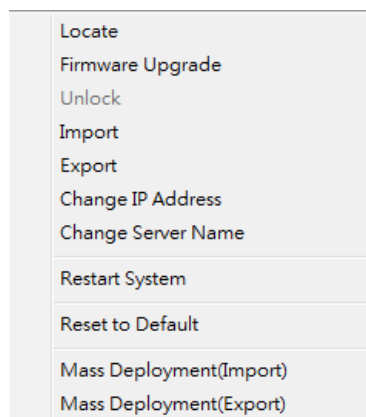 Locate
Firmware Upgrade
Unlock
Import
Export
Change IP Address
Change Server Name
Restart System
Reset to Default
Mass Deployment(Import)
Mass Deployment(Export)